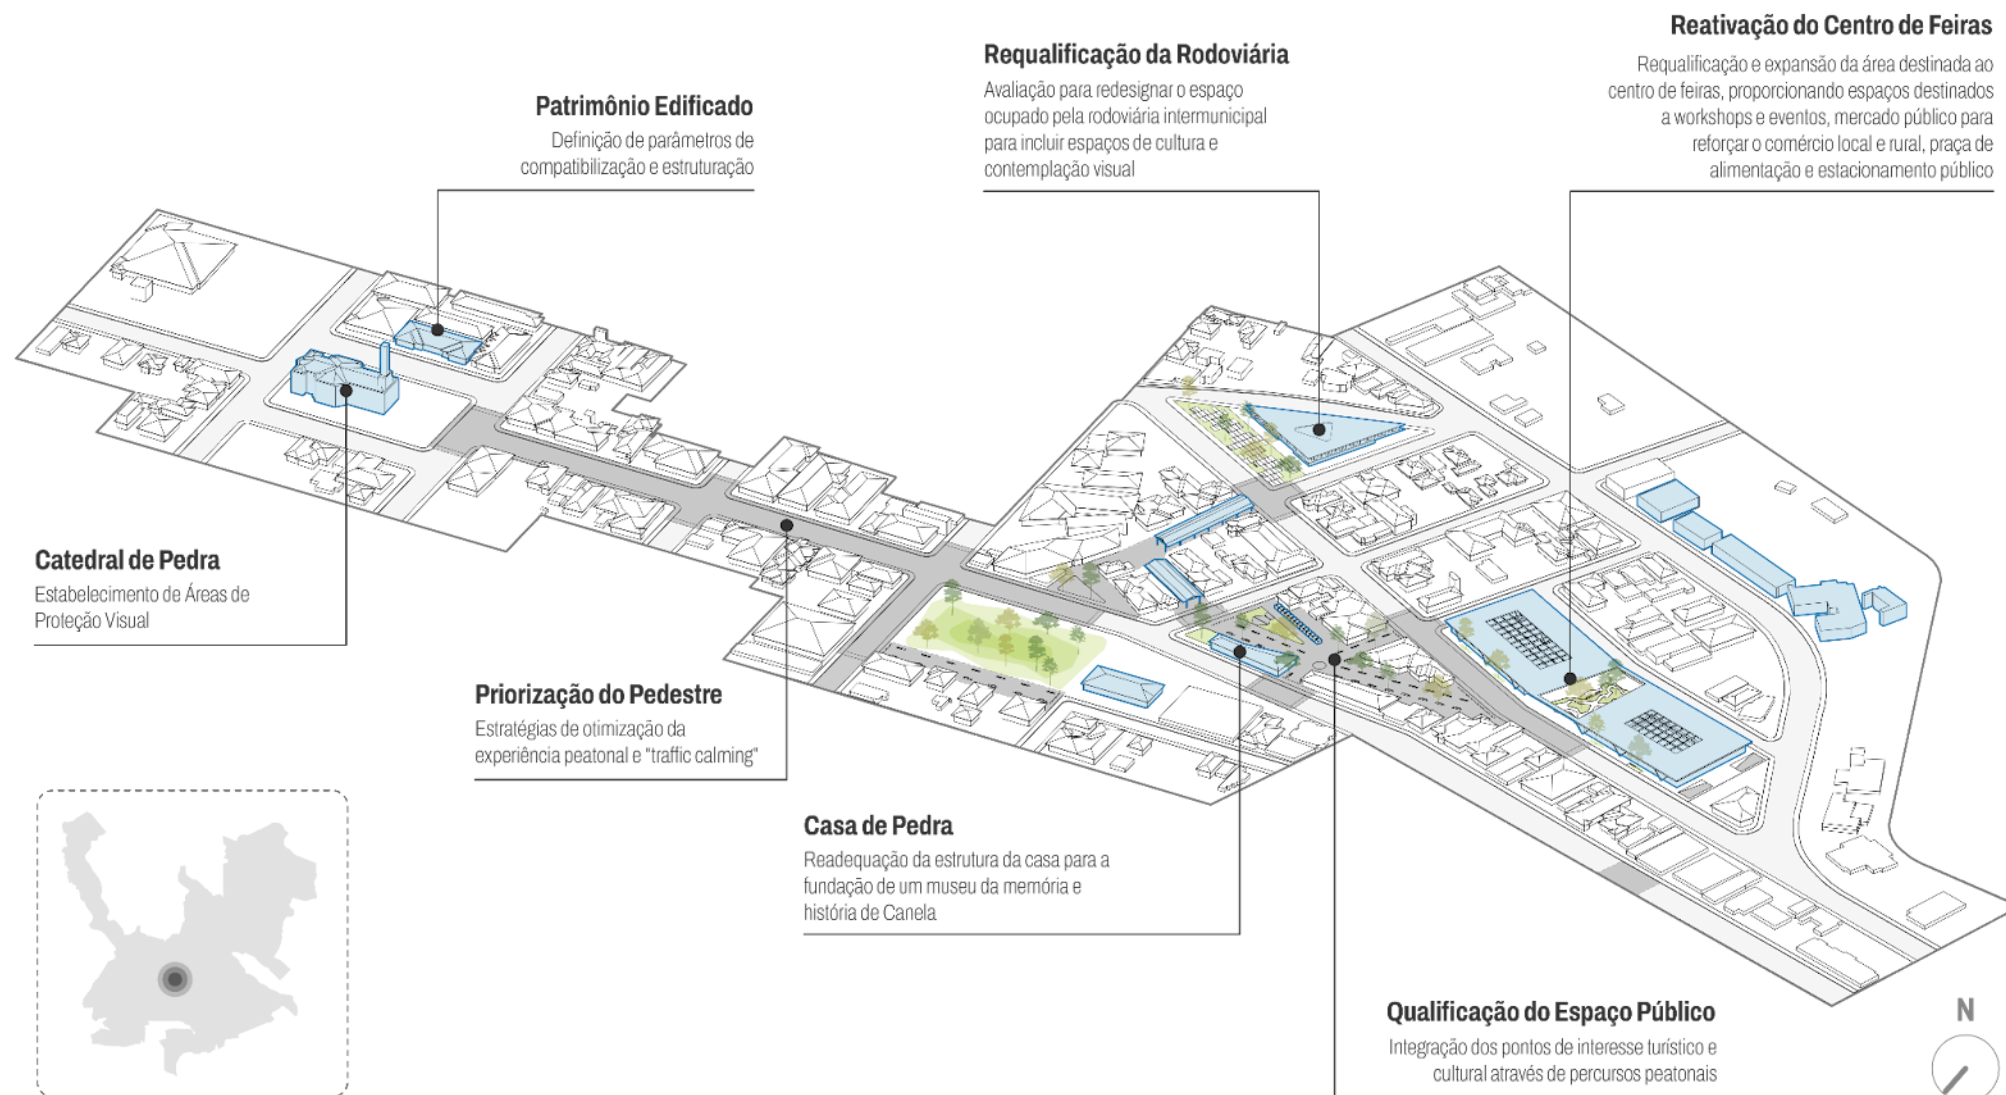 Reativação do Centro de Feiras
Requalificação e expansão da área destinada ao
centro de feiras, proporcionando espaços destinados
a workshops e eventos, mercado público para
reforçar o comércio local e rural, praça de
alimentação e estacionamento público
Requalificação da Rodoviária
Avaliação para redesignar o espaço
ocupado pela rodoviária intermunicipal
para incluir espaços de cultura e
contemplação visual
Patrimônio Edificado
Definição de parâmetros de
compatibilização e estruturação
Catedral de Pedra
Estabelecimento de Áreas de
Proteção Visual
Priorização do Pedestre
Estratégias de otimização da
experiência peatonal e "traffic calming"
Casa de Pedra
Readequação da estrutura da casa para a
fundação de um museu da memória e
história de Canela
Qualificação do Espaço Público
Integração dos pontos de interesse turístico e
cultural através de percursos peatonais
N